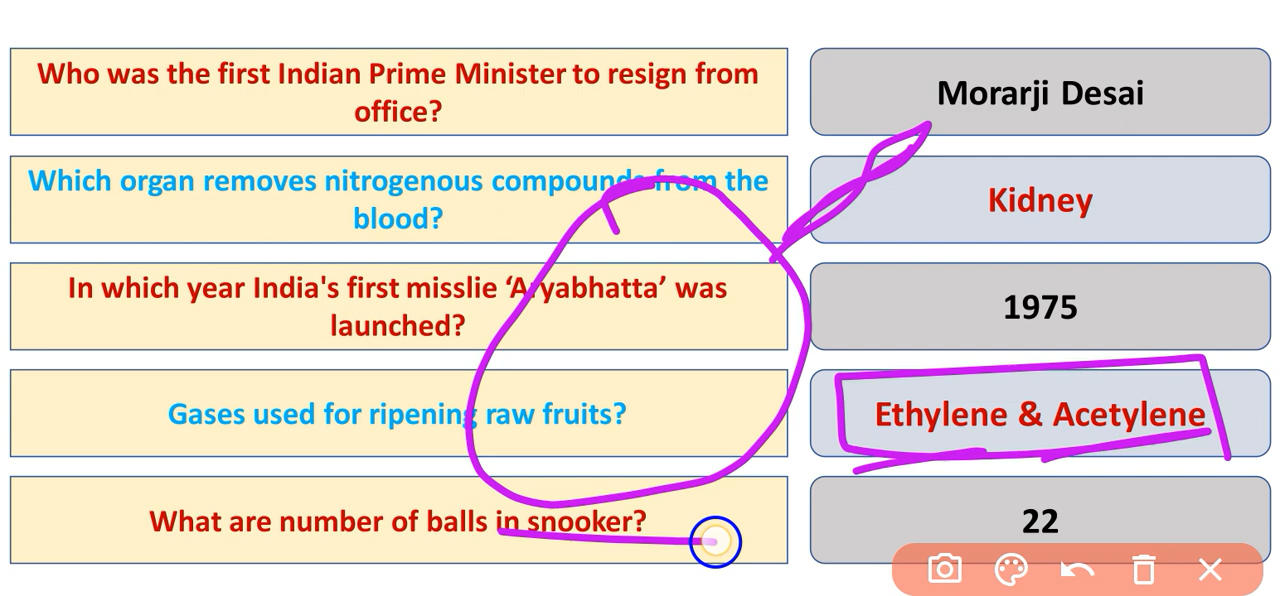 Who was the first Indian Prime Minister to resign from
office?
Morarji Desai
Which organ removes nitrogenous compounds from the
blood?
Kidney
In which year India's first misslie ‘Aryabhatta’ was
launched?
1975
Gases used for ripening raw fruits?
Ethylene & Acetylene
What are number of balls in snooker?
22